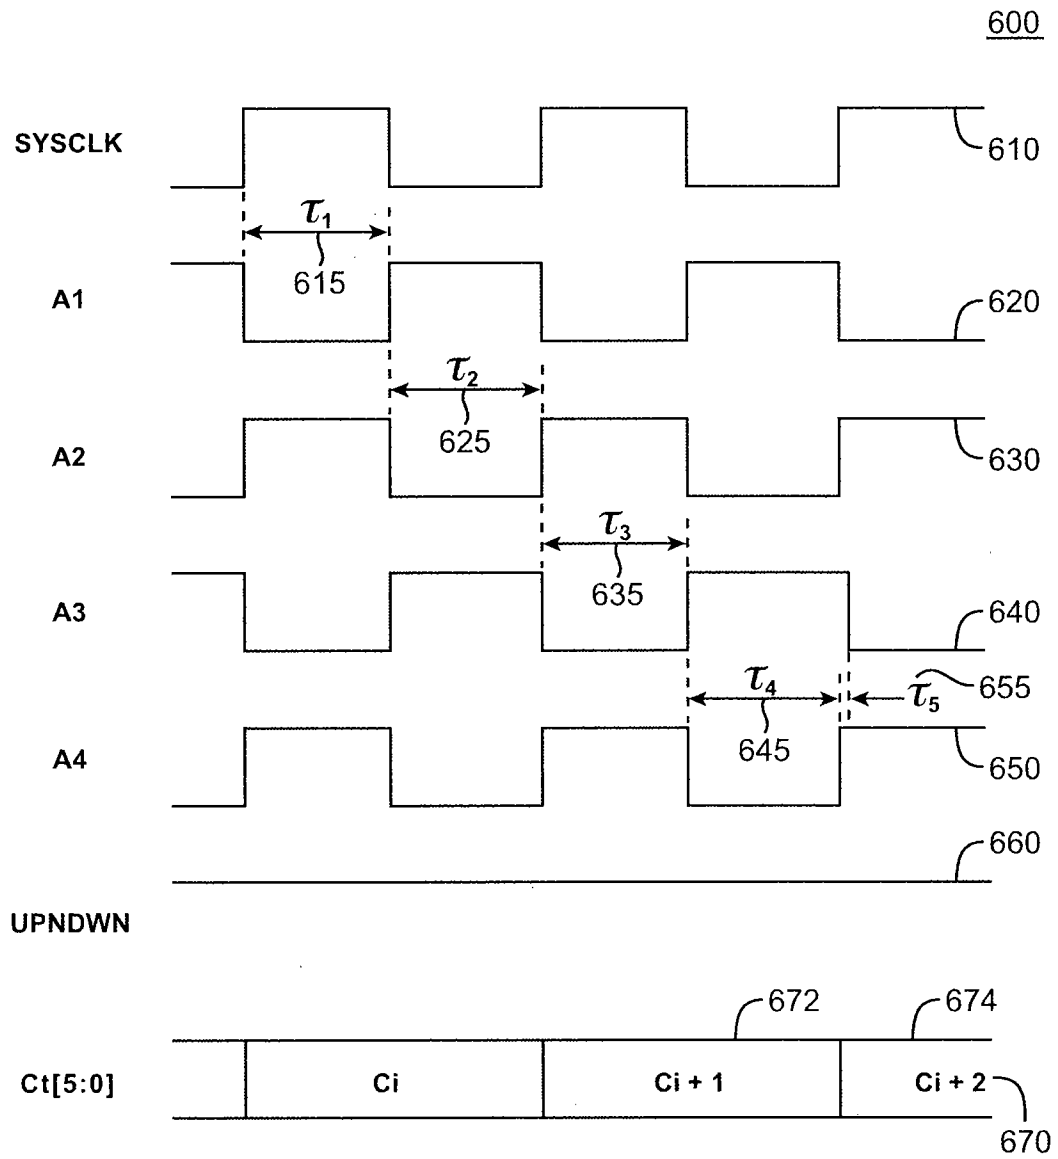 600
SYSCLK
610
τ1
615
A1
620
τ2
625
A2
630
τ3
635
A3
640
τ4
645
τ5
655
A4
650
660
UPNDWN
672
674
Ct[5:0]
Ci
Ci + 1
Ci + 2
670